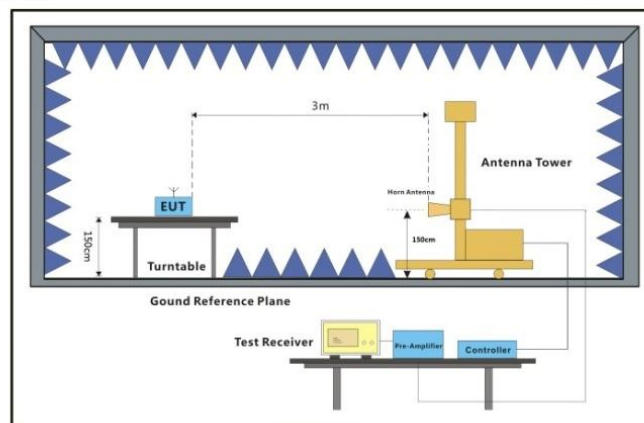 3m
Antenna Tower
Horn Antenna
EUT
150cm
150cm
Turntable
Gound Reference Plane
Test Receiver
Pre-Amplifier
Controller